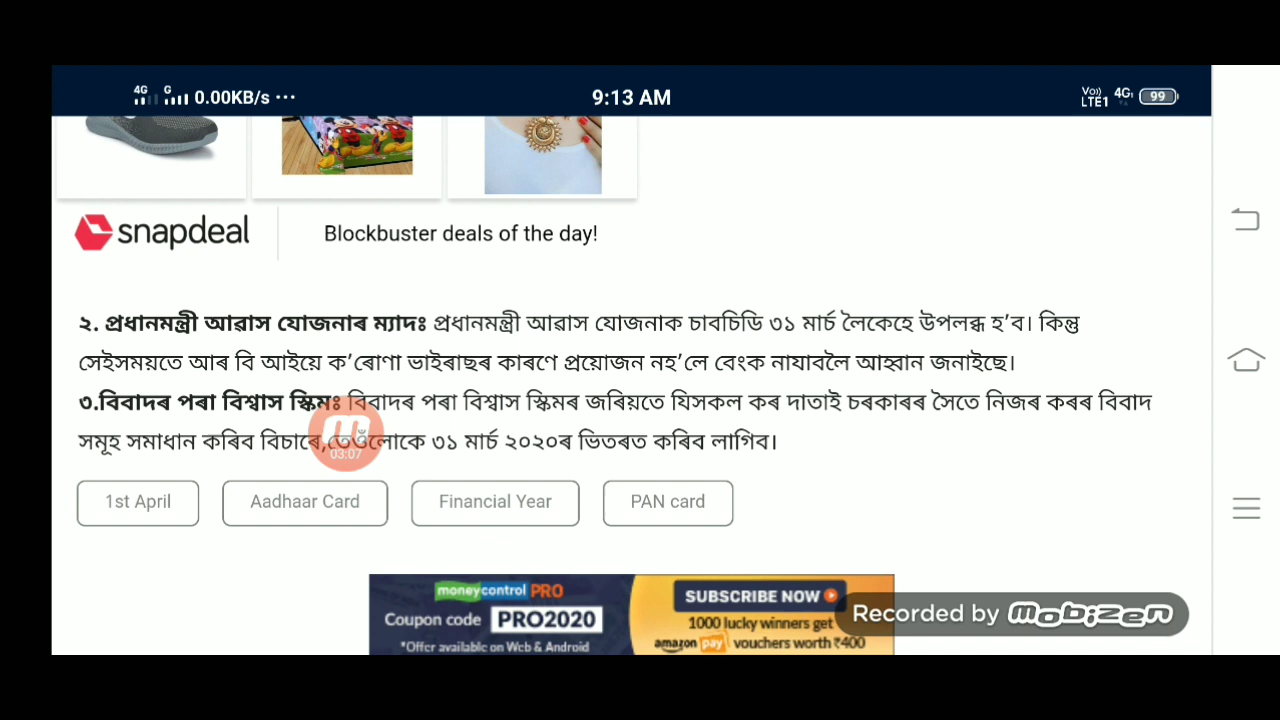 4G G 0.00KB/s ...
9:13 AM
Vo)) LTE1 4G 99
snapdeal
Blockbuster deals of the day!
২. প্ৰধানমন্ত্ৰী আৱাস যোজনাৰ ম্যাদঃ প্ৰধানমন্ত্ৰী আৱাস যোজনাক চাবচিডি ৩১ মাৰ্চ লৈকেহে উপলব্ধ হ’ব। কিন্তু
সেইসময়তে আৰ বি আইয়ে ক’ৰোণা ভাইৰাছৰ কাৰণে প্ৰয়োজন নহ’লে বেংক নাযাবলৈ আহ্বান জনাইছে।
৩.বিবাদৰ পৰা বিশ্বাস স্কিমঃ বিবাদৰ পৰা বিশ্বাস স্কিমৰ জৰিয়তে যিসকল কৰ দাতাই চৰকাৰৰ সৈতে নিজৰ কৰৰ বিবাদ
সমূহ সমাধান কৰিব বিচাৰে,তেওঁলোকে ৩১ মাৰ্চ ২০২০ৰ ভিতৰত কৰিব লাগিব।
03:07
1st April
Aadhaar Card
Financial Year
PAN card
moneycontrol PRO
Coupon code PRO2020
*Offer available on Web & Android
SUBSCRIBE NOW
1000 lucky winners get
amazon pay vouchers worth ₹400
Recorded by mobizen